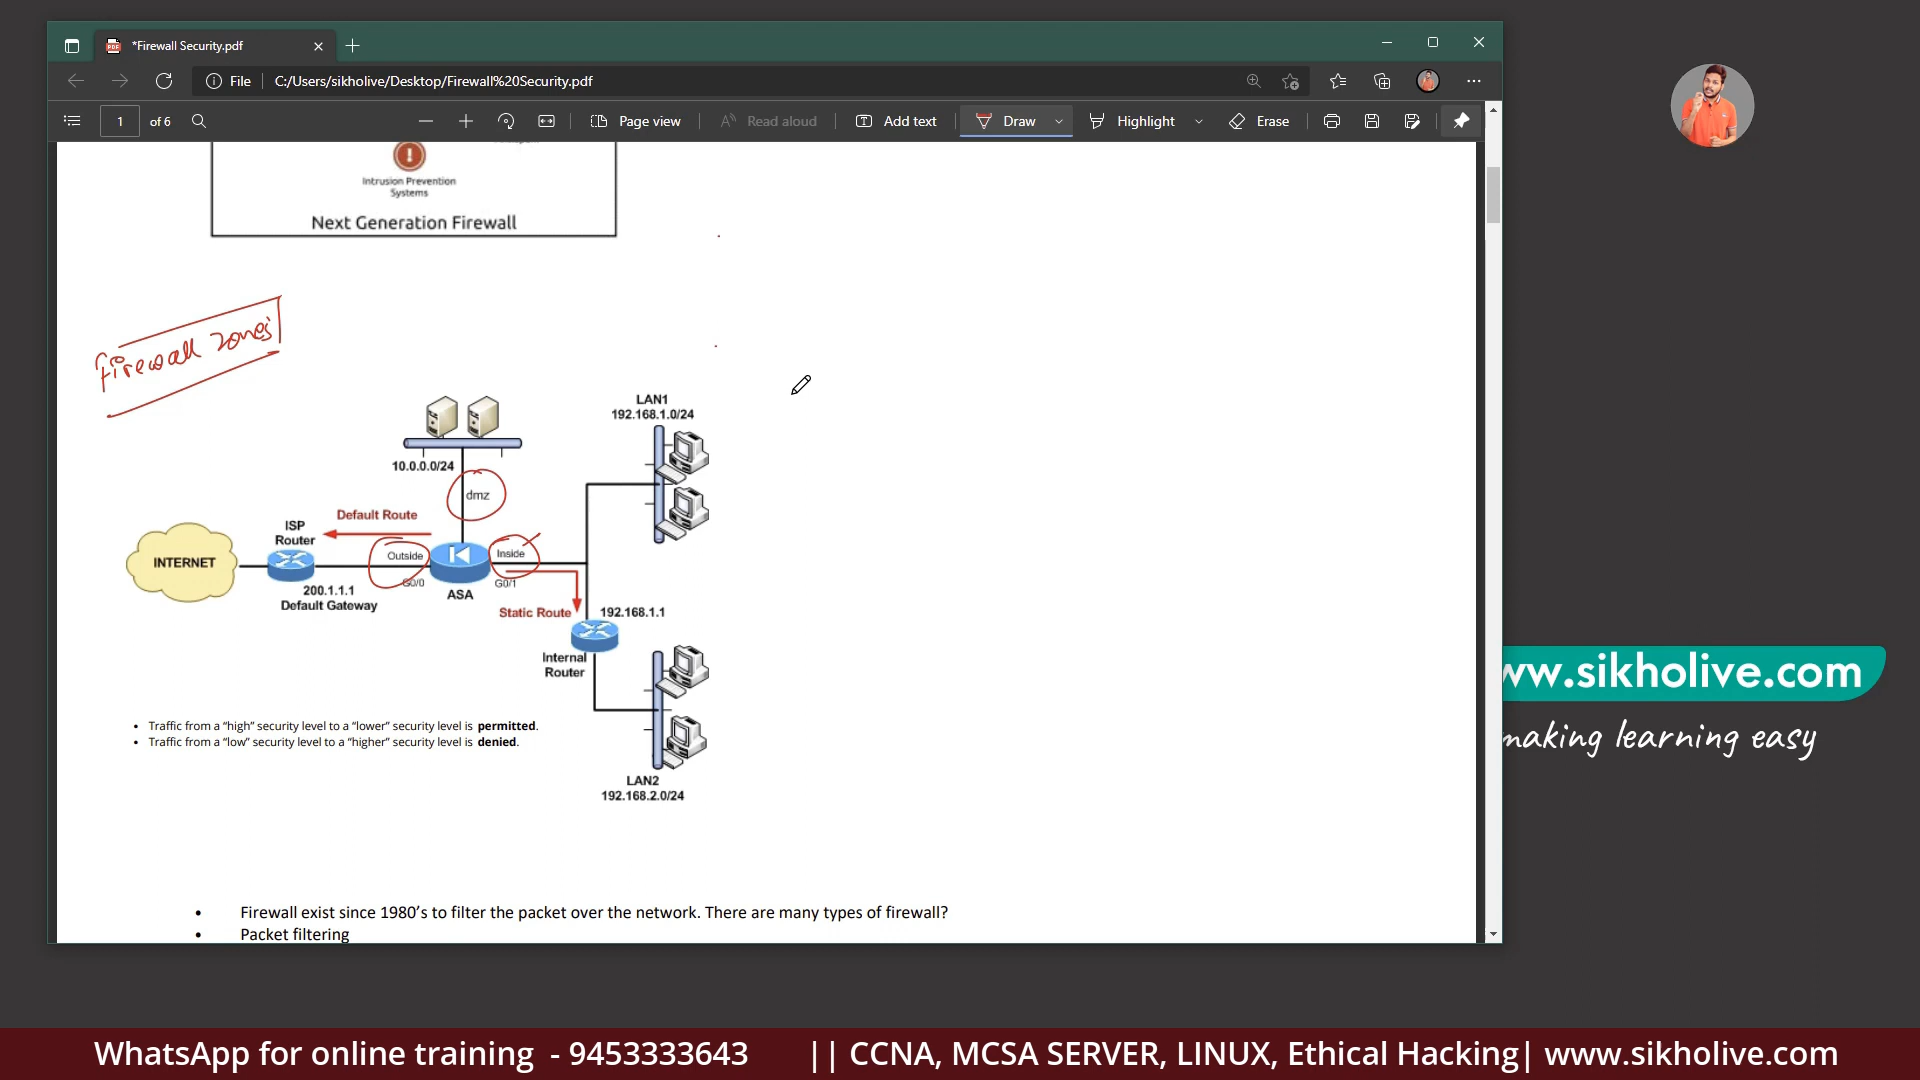 *Firewall Security.pdf
File
C:/Users/sikholive/Desktop/Firewall%20Security.pdf
1 of 6
Page view
Read aloud
Add text
Draw
Highlight
Erase
Intrusion Prevention
Systems
Next Generation Firewall
firewall zones
LAN1
192.168.1.0/24
10.0.0.0/24
dmz
Default Route
ISP
Router
INTERNET
Outside
Inside
G0/0
G0/1
200.1.1.1
Default Gateway
ASA
Static Route
192.168.1.1
Internal
Router
• Traffic from a “high” security level to a “lower” security level is permitted.
• Traffic from a “low” security level to a “higher” security level is denied.
LAN2
192.168.2.0/24
• Firewall exist since 1980’s to filter the packet over the network. There are many types of firewall?
• Packet filtering
ww.sikholive.com
making learning easy
WhatsApp for online training - 9453333643 || CCNA, MCSA SERVER, LINUX, Ethical Hacking| www.sikholive.com